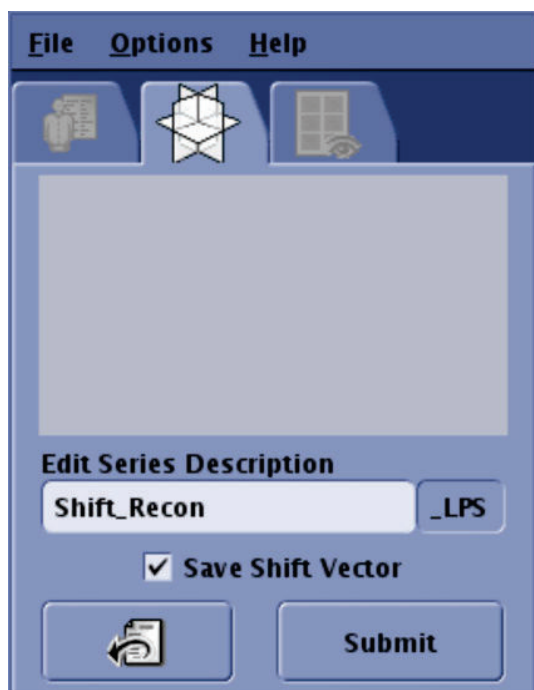 File Options Help
Edit Series Description
Shift_Recon _LPS
Save Shift Vector
Submit